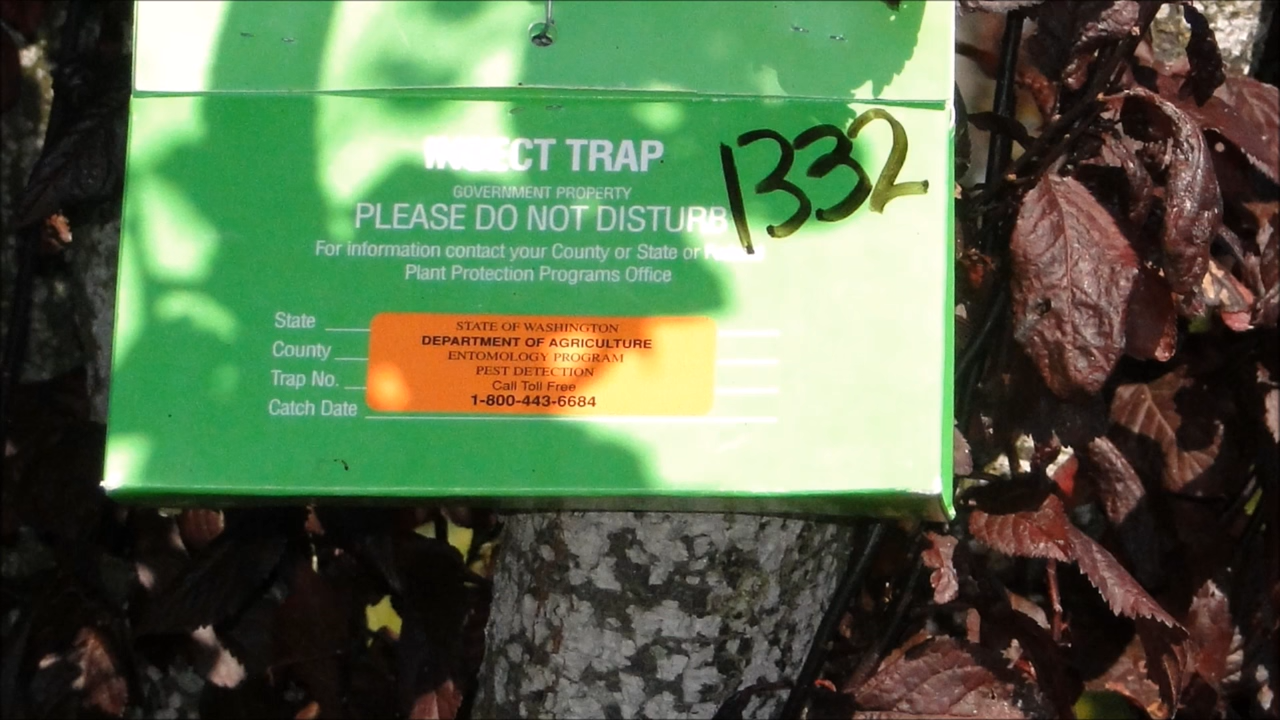 INSECT TRAP
1332
GOVERNMENT PROPERTY
PLEASE DO NOT DISTURB
For information contact your County or State or Federal
Plant Protection Programs Office
State
County
Trap No.
Catch Date
STATE OF WASHINGTON
DEPARTMENT OF AGRICULTURE
ENTOMOLOGY PROGRAM
PEST DETECTION
Call Toll Free
1-800-443-6684